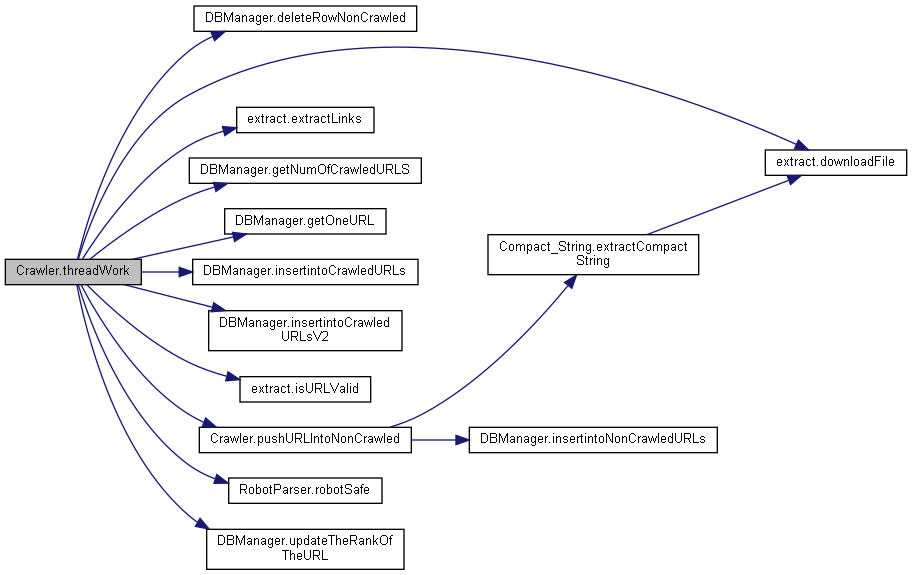 DBManager.deleteRowNonCrawled
extract.extractLinks
extract.downloadFile
DBManager.getNumOfCrawledURLS
DBManager.getOneURL
Compact_String.extractCompact
String
Crawler.threadWork
DBManager.insertintoCrawledURLs
DBManager.insertintoCrawled
URLsV2
extract.isURLValid
Crawler.pushURLIntoNonCrawled
DBManager.insertintoNonCrawledURLs
RobotParser.robotSafe
DBManager.updateTheRankOf
TheURL